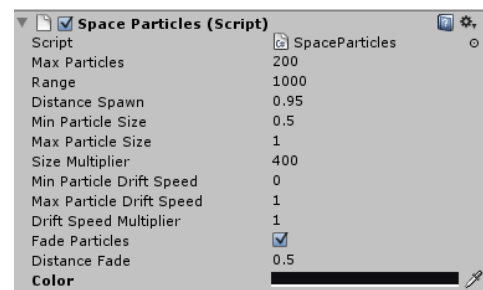 Space Particles (Script)
Script SpaceParticles
Max Particles 200
Range 1000
Distance Spawn 0.95
Min Particle Size 0.5
Max Particle Size 1
Size Multiplier 400
Min Particle Drift Speed 0
Max Particle Drift Speed 1
Drift Speed Multiplier 1
Fade Particles
Distance Fade 0.5
Color